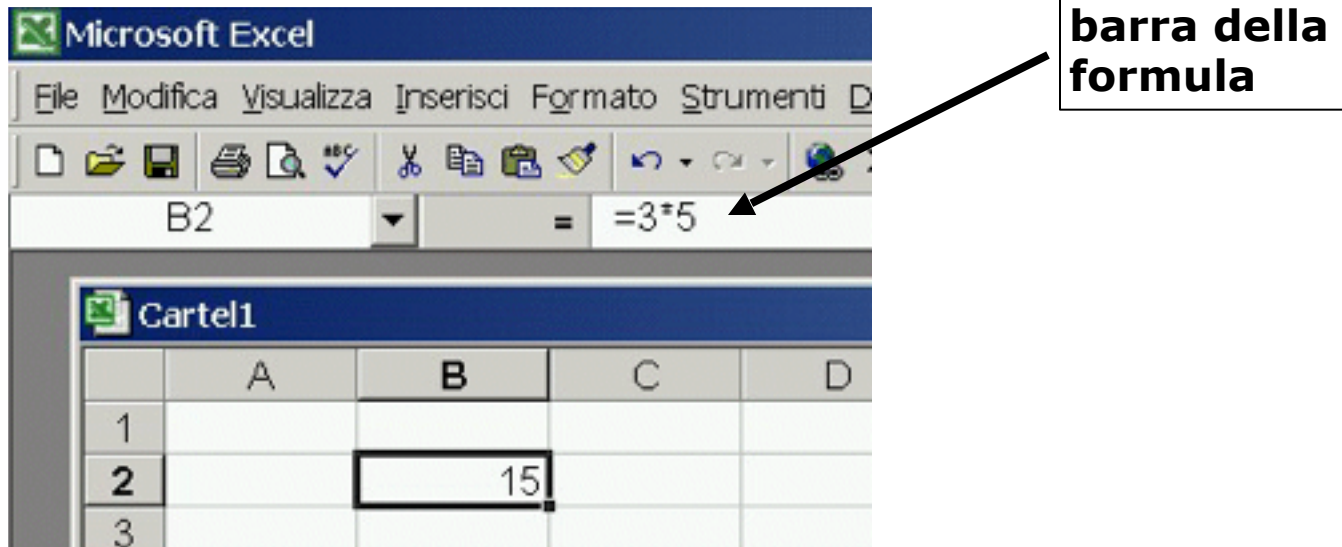 barra della
formula
Microsoft Excel
File Modifica Visualizza Inserisci Formato Strumenti D
ABC
B2 = =3*5
Cartel1
A B C D
1
2 15
3